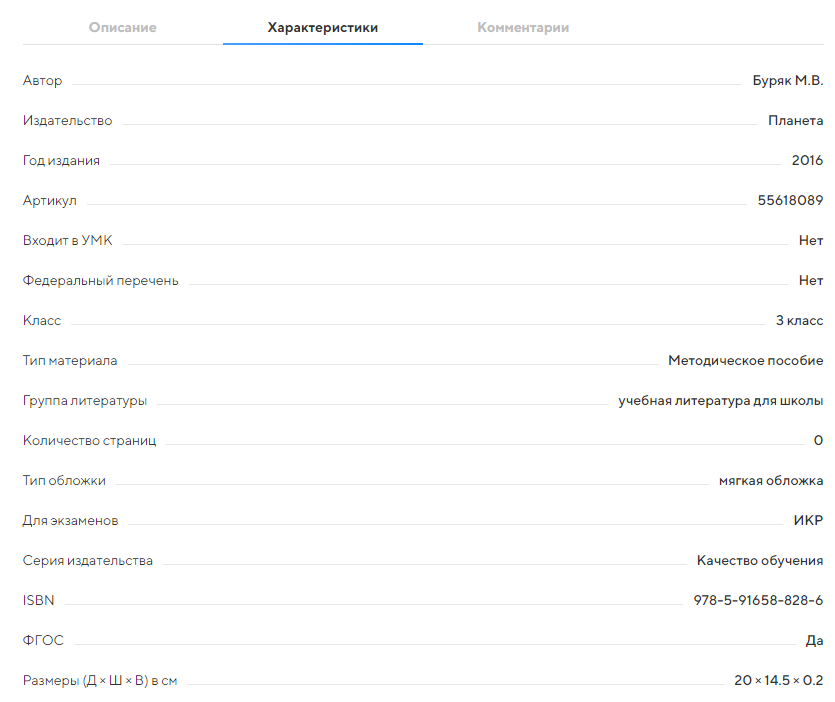 Описание Характеристики Комментарии
Автор Буряк М.В.
Издательство Планета
Год издания 2016
Артикул 55618089
Входит в УМК Нет
Федеральный перечень Нет
Класс 3 класс
Тип материала Методическое пособие
Группа литературы учебная литература для школы
Количество страниц 0
Тип обложки мягкая обложка
Для экзаменов ИКР
Серия издательства Качество обучения
ISBN 978-5-91658-828-6
ФГОС Да
Размеры (Д × Ш × В) в см 20 × 14.5 × 0.2